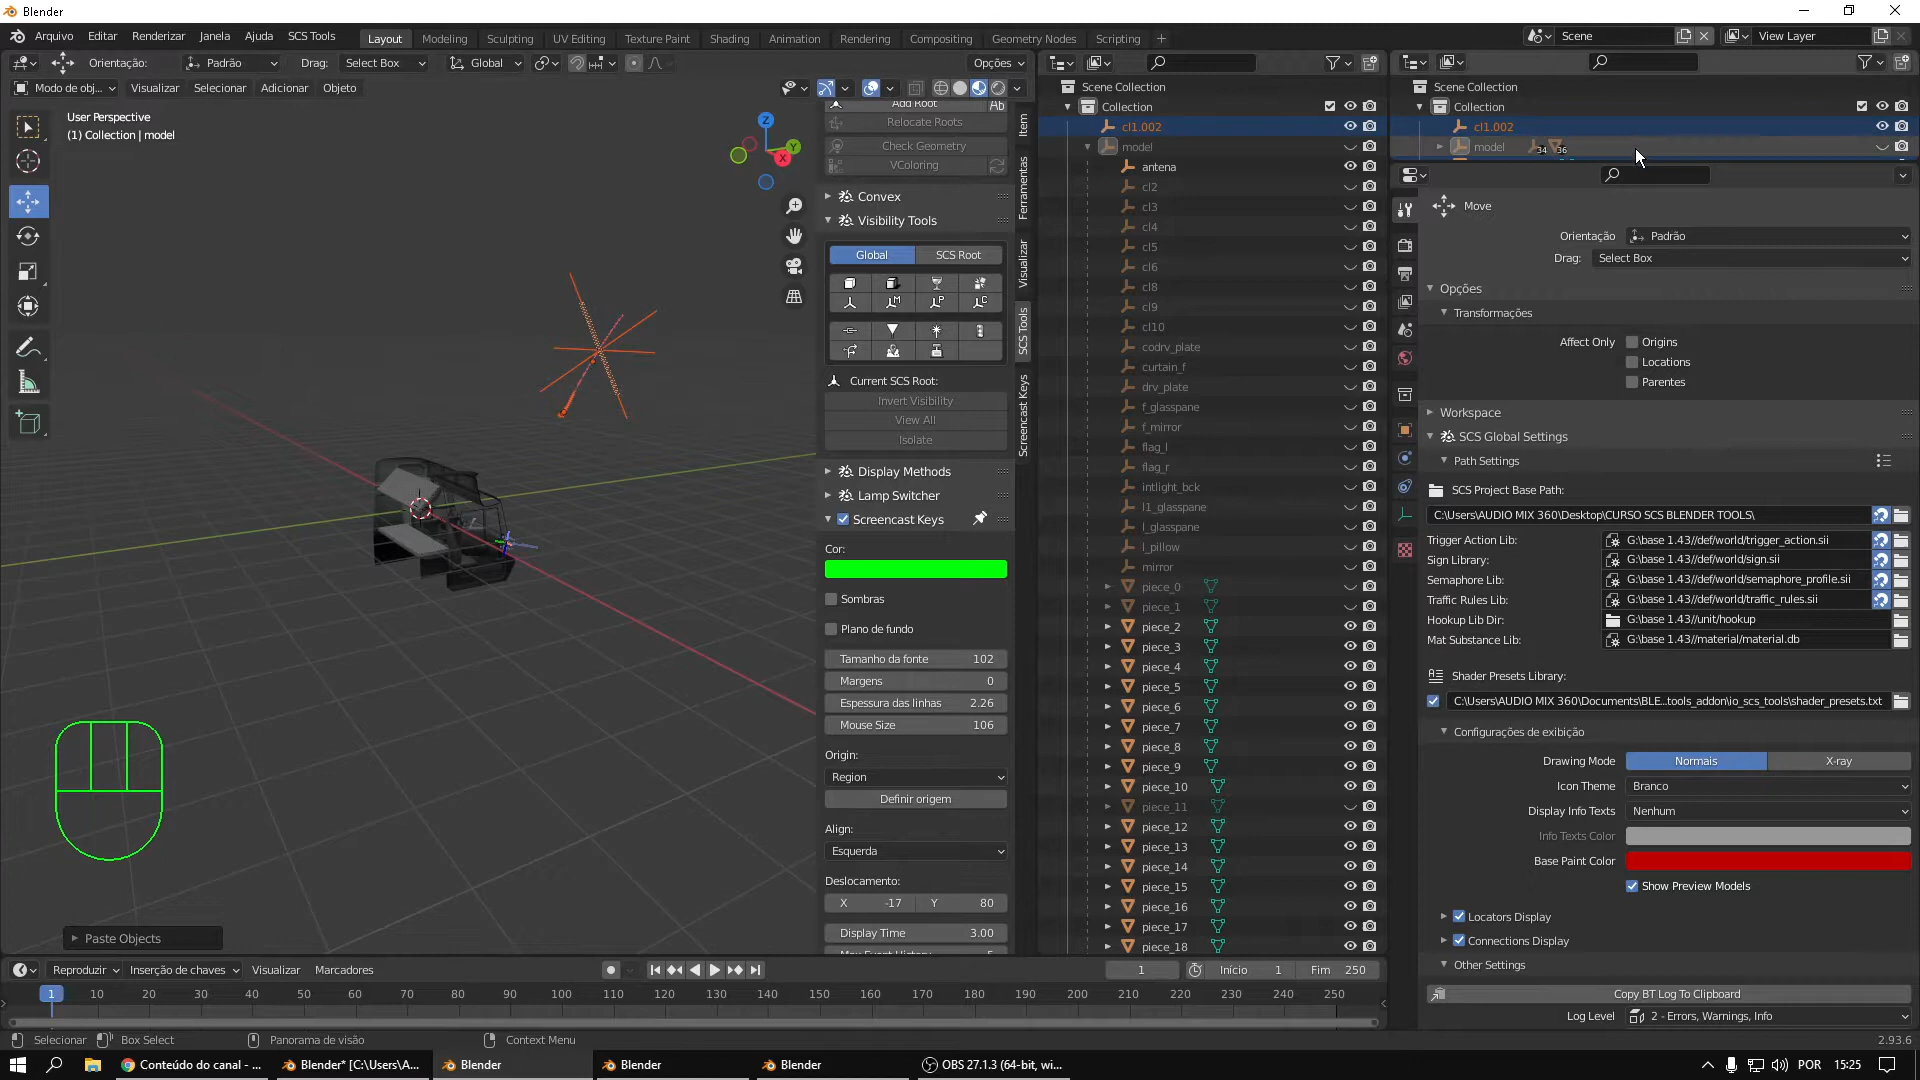 Blender
Arquivo Editar Renderizar Janela Ajuda SCS Tools Layout Modeling Sculpting UV Editing Texture Paint Shading Animation Rendering Compositing Geometry Nodes Scripting + Scene View Layer
Orientação: Padrão Drag: Select Box Global Opções
Modo de obj... Visualizar Selecionar Adicionar Objeto
User Perspective
(1) Collection | model
Z
Y
X
Add Root
Relocate Roots
Check Geometry
VColoring
Convex
Visibility Tools
Global SCS Root
Current SCS Root:
Invert Visibility
View All
Isolate
Display Methods
Lamp Switcher
Screencast Keys
Cor:
Sombras
Plano de fundo
Tamanho da fonte 102
Margens 0
Espessura das linhas 2.26
Mouse Size 106
Origin:
Region
Definir origem
Align:
Esquerda
Deslocamento:
X -17 Y 80
Display Time 3.00
Paste Objects
Item
Ferramentas
Visualizar
SCS Tools
Screencast Keys
Scene Collection
Collection
cl1.002
model
antena
cl2
cl3
cl4
cl5
cl6
cl8
cl9
cl10
codrv_plate
curtain_f
drv_plate
f_glasspane
f_mirror
flag_l
flag_r
intlight_bck
l1_glasspane
l_glasspane
l_pillow
mirror
piece_0
piece_1
piece_2
piece_3
piece_4
piece_5
piece_6
piece_7
piece_8
piece_9
piece_10
piece_11
piece_12
piece_13
piece_14
piece_15
piece_16
piece_17
piece_18
Scene Collection
Collection
cl1.002
model 34 36
Move
Orientação Padrão
Drag: Select Box
Opções
Transformações
Affect Only Origins
Locations
Parentes
Workspace
SCS Global Settings
Path Settings
SCS Project Base Path:
C:\Users\AUDIO MIX 360\Desktop\CURSO SCS BLENDER TOOLS\
Trigger Action Lib: G:\base 1.43//def/world/trigger_action.sii
Sign Library: G:\base 1.43//def/world/sign.sii
Semaphore Lib: G:\base 1.43//def/world/semaphore_profile.sii
Traffic Rules Lib: G:\base 1.43//def/world/traffic_rules.sii
Hookup Lib Dir: G:\base 1.43//unit/hookup
Mat Substance Lib: G:\base 1.43//material/material.db
Shader Presets Library:
C:\Users\AUDIO MIX 360\Documents\BLE...tools_addon\io_scs_tools\shader_presets.txt
Configurações de exibição
Drawing Mode Normais X-ray
Icon Theme Branco
Display Info Texts Nenhum
Info Texts Color
Base Paint Color
Show Preview Models
Locators Display
Connections Display
Other Settings
Copy BT Log To Clipboard
Log Level 2 - Errors, Warnings, Info
Reproduzir Inserção de chaves Visualizar Marcadores 1 Início 1 Fim 250
1 10 20 30 40 50 60 70 80 90 100 110 120 130 140 150 160 170 180 190 200 210 220 230 240 250
Selecionar Box Select Panorama de visão Context Menu 2.93.6
Conteúdo do canal - ... Blender* [C:\Users\A... Blender Blender Blender OBS 27.1.3 (64-bit, wi... POR 15:25